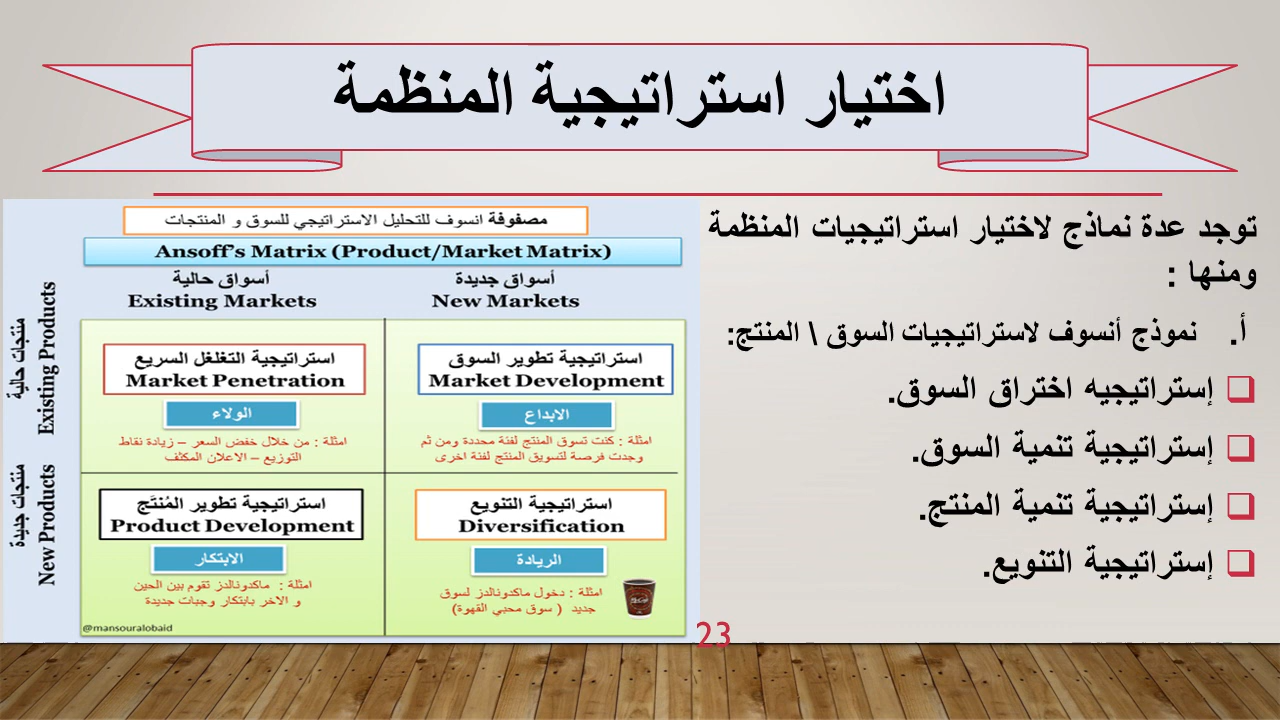 اختيار استراتيجية المنظمة
توجد عدة نماذج لاختيار استراتيجيات المنظمة
ومنها :
أ. نموذج أنسوف لاستراتيجيات السوق \ المنتج:
إستراتيجيه اختراق السوق.
إستراتيجية تنمية السوق.
إستراتيجية تنمية المنتج.
إستراتيجية التنويع.
مصفوفة انسوف للتحليل الاستراتيجي للسوق و المنتجات
Ansoff's Matrix (Product/Market Matrix)
أسواق جديدة
New Markets
أسواق حالية
Existing Markets
منتجات حالية
Existing Products
استراتيجية تطوير السوق
Market Development
الابداع
امثلة : كنت تسوق المنتج لفئة محددة ومن ثم
وجدت فرصة لتسويق المنتج لفئة اخرى
استراتيجية التغلغل السريع
Market Penetration
الولاء
امثلة : من خلال خفض السعر – زيادة نقاط
التوزيع – الاعلان المكثف
منتجات جديدة
New Products
استراتيجية التنويع
Diversification
الريادة
امثلة : دخول ماكدونالدز لسوق
جديد ( سوق محبي القهوة)
استراتيجية تطوير المُنتَج
Product Development
الابتكار
امثلة : ماكدونالدز تقوم بين الحين
و الاخر بابتكار وجبات جديدة
@mansouralobaid
23